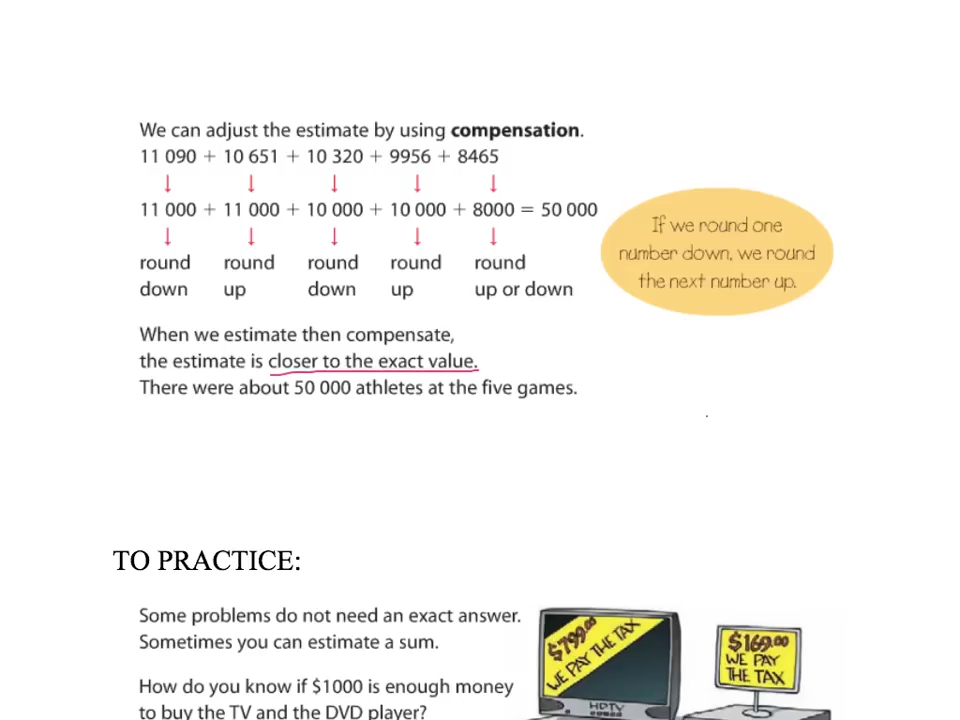 We can adjust the estimate by using compensation.
11 090 + 10 651 + 10 320 + 9956 + 8465
↓ ↓ ↓ ↓ ↓
11 000 + 11 000 + 10 000 + 10 000 + 8000 = 50 000
↓ ↓ ↓ ↓ ↓
round round round round round
down up down up up or down
If we round one
number down, we round
the next number up.
When we estimate then compensate,
the estimate is closer to the exact value.
There were about 50 000 athletes at the five games.
TO PRACTICE:
Some problems do not need an exact answer.
Sometimes you can estimate a sum.
How do you know if $1000 is enough money
to buy the TV and the DVD player?
$799.00
WE PAY THE TAX
HDTV
$169.00
WE PAY
THE TAX